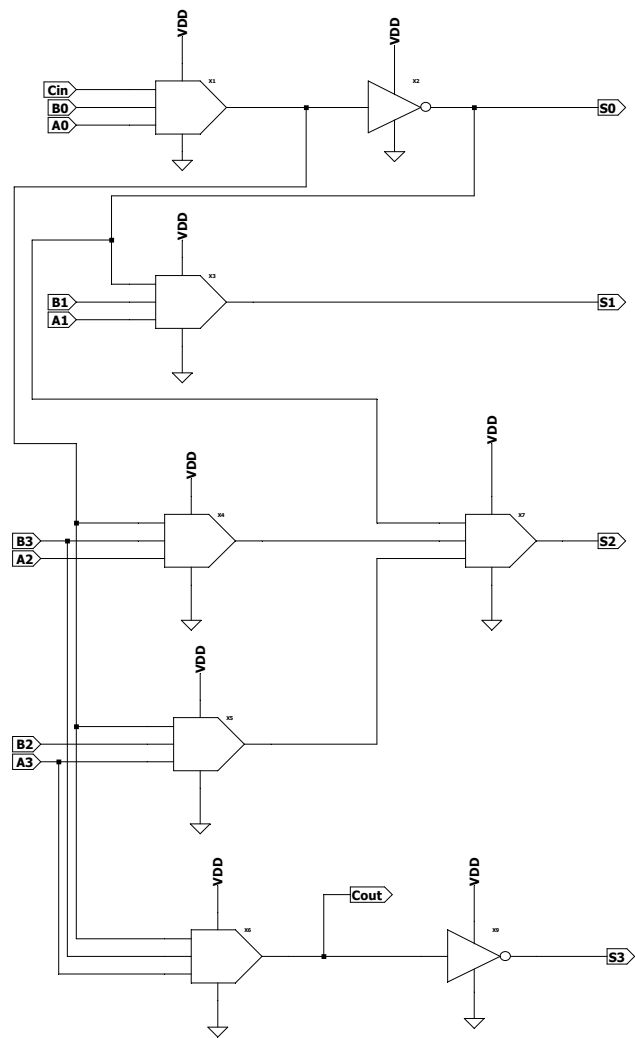 VDD
VDD
X1
X2
Cin
B0
A0
S0
VDD
X3
B1
A1
S1
VDD
VDD
X4
X7
B3
A2
S2
VDD
X5
B2
A3
VDD
VDD
Cout
X6
X9
S3